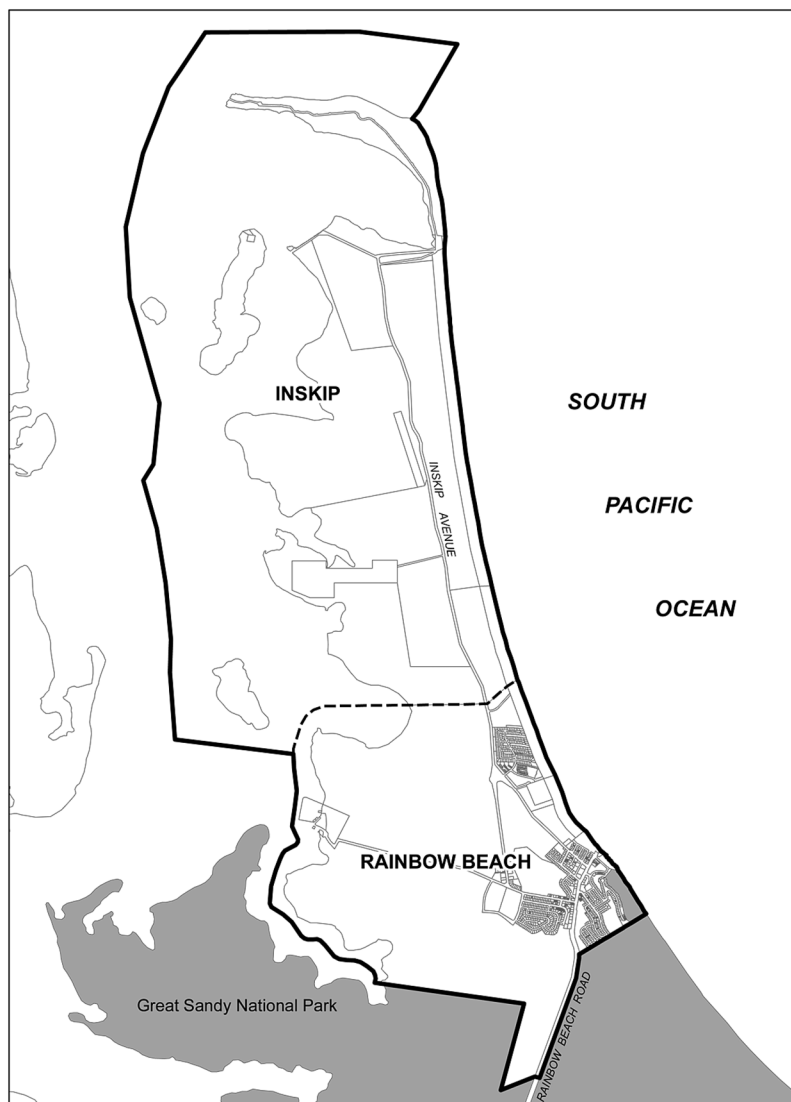 INSKIP
SOUTH
PACIFIC
OCEAN
INSKIP AVENUE
RAINBOW BEACH
Great Sandy National Park
RAINBOW BEACH ROAD